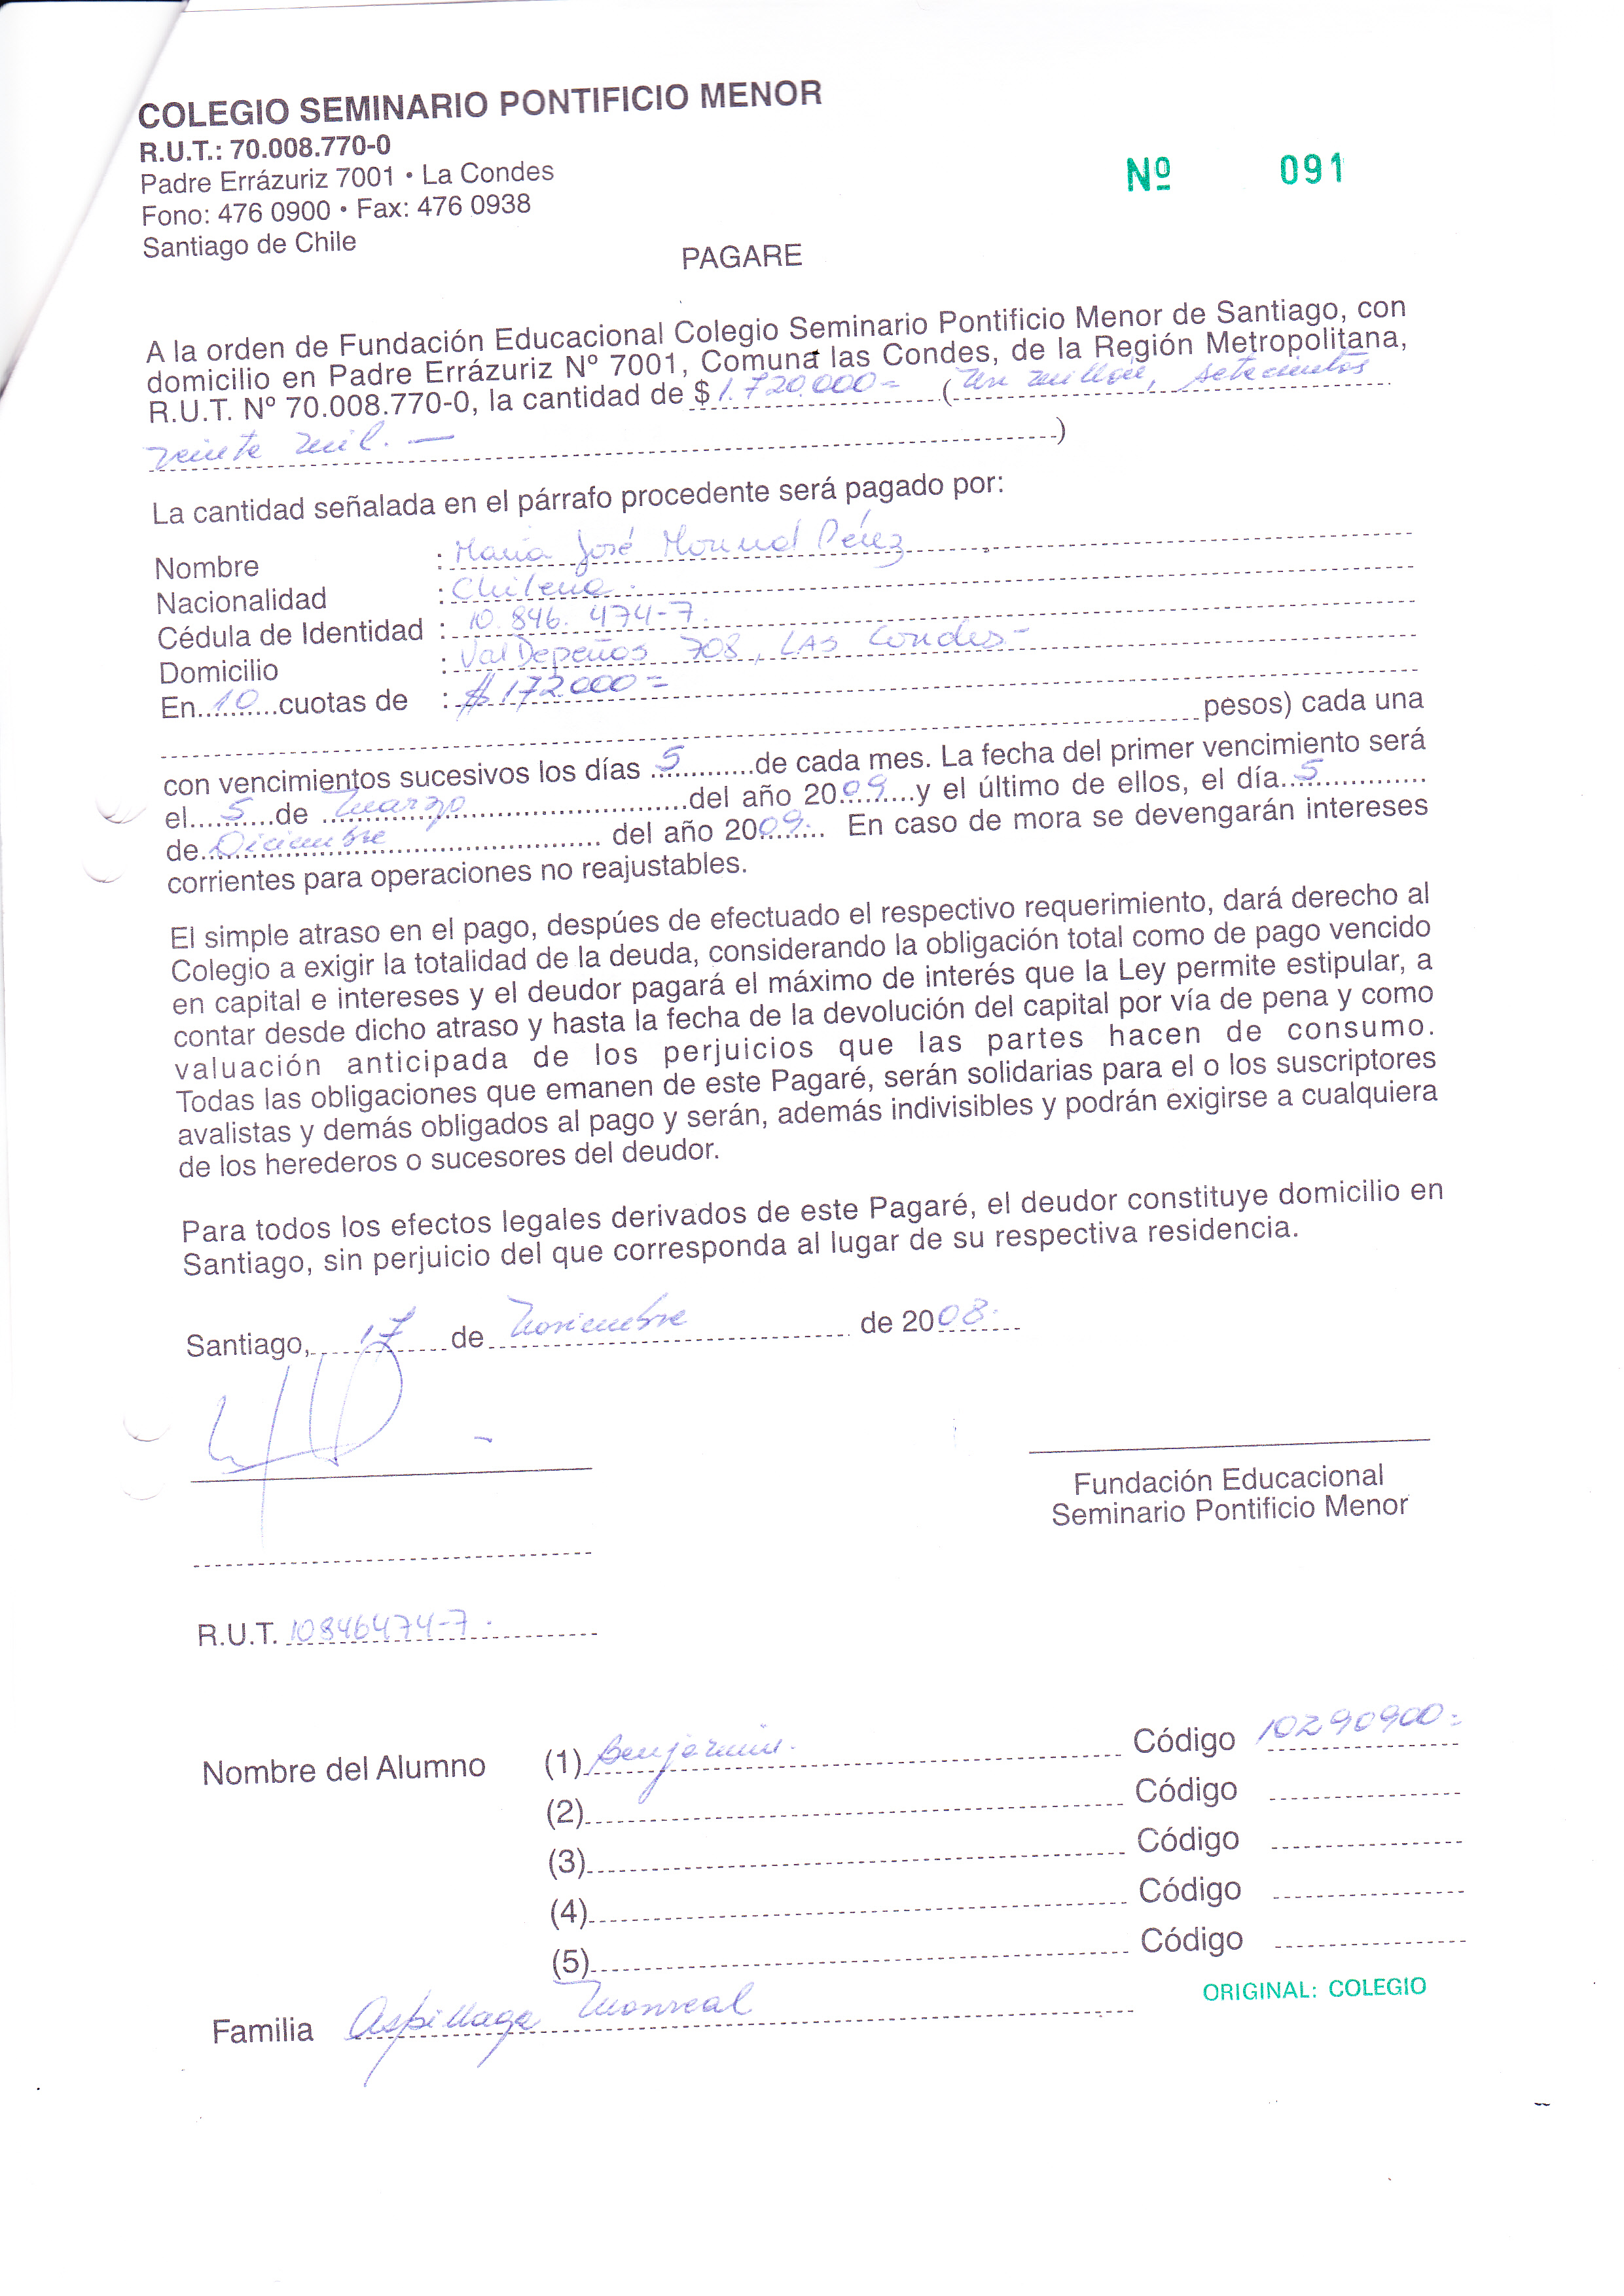 COLEGIO SEMINARIO PONTIFICIO MENOR
R.U.T.: 70.008.770-0
Padre Errázuriz 7001 • La Condes
Fono: 476 0900 • Fax: 476 0938
Santiago de Chile
Nº 091
PAGARE
A la orden de Fundación Educacional Colegio Seminario Pontificio Menor de Santiago, con
domicilio en Padre Errázuriz Nº 7001, Comuna las Condes, de la Región Metropolitana,
R.U.T. Nº 70.008.770-0, la cantidad de $ 1.720.000= (Un millón, setecientos
veinte mil. —)
La cantidad señalada en el párrafo procedente será pagado por:
Nombre : María José Monreal Pérez
Nacionalidad : Chilena.
Cédula de Identidad : 10.846.474-7.
Domicilio : ValDepeños 708, LAS Condes-
En 10 cuotas de : $172000=
pesos) cada una
con vencimientos sucesivos los días 5 de cada mes. La fecha del primer vencimiento será
el 5 de Marzo del año 2009 y el último de ellos, el día 5
de Diciembre del año 2009. En caso de mora se devengarán intereses
corrientes para operaciones no reajustables.
El simple atraso en el pago, despúes de efectuado el respectivo requerimiento, dará derecho al
Colegio a exigir la totalidad de la deuda, considerando la obligación total como de pago vencido
en capital e intereses y el deudor pagará el máximo de interés que la Ley permite estipular, a
contar desde dicho atraso y hasta la fecha de la devolución del capital por vía de pena y como
valuación anticipada de los perjuicios que las partes hacen de consumo.
Todas las obligaciones que emanen de este Pagaré, serán solidarias para el o los suscriptores
avalistas y demás obligados al pago y serán, además indivisibles y podrán exigirse a cualquiera
de los herederos o sucesores del deudor.
Para todos los efectos legales derivados de este Pagaré, el deudor constituye domicilio en
Santiago, sin perjuicio del que corresponda al lugar de su respectiva residencia.
Santiago, 17 de Noviembre de 2008.
Fundación Educacional
Seminario Pontificio Menor
R.U.T. 10846474-7.
Nombre del Alumno (1) Benjamín. Código 10290900=
(2) Código
(3) Código
(4) Código
(5) Código
ORIGINAL: COLEGIO
Familia Aspillaga Monreal